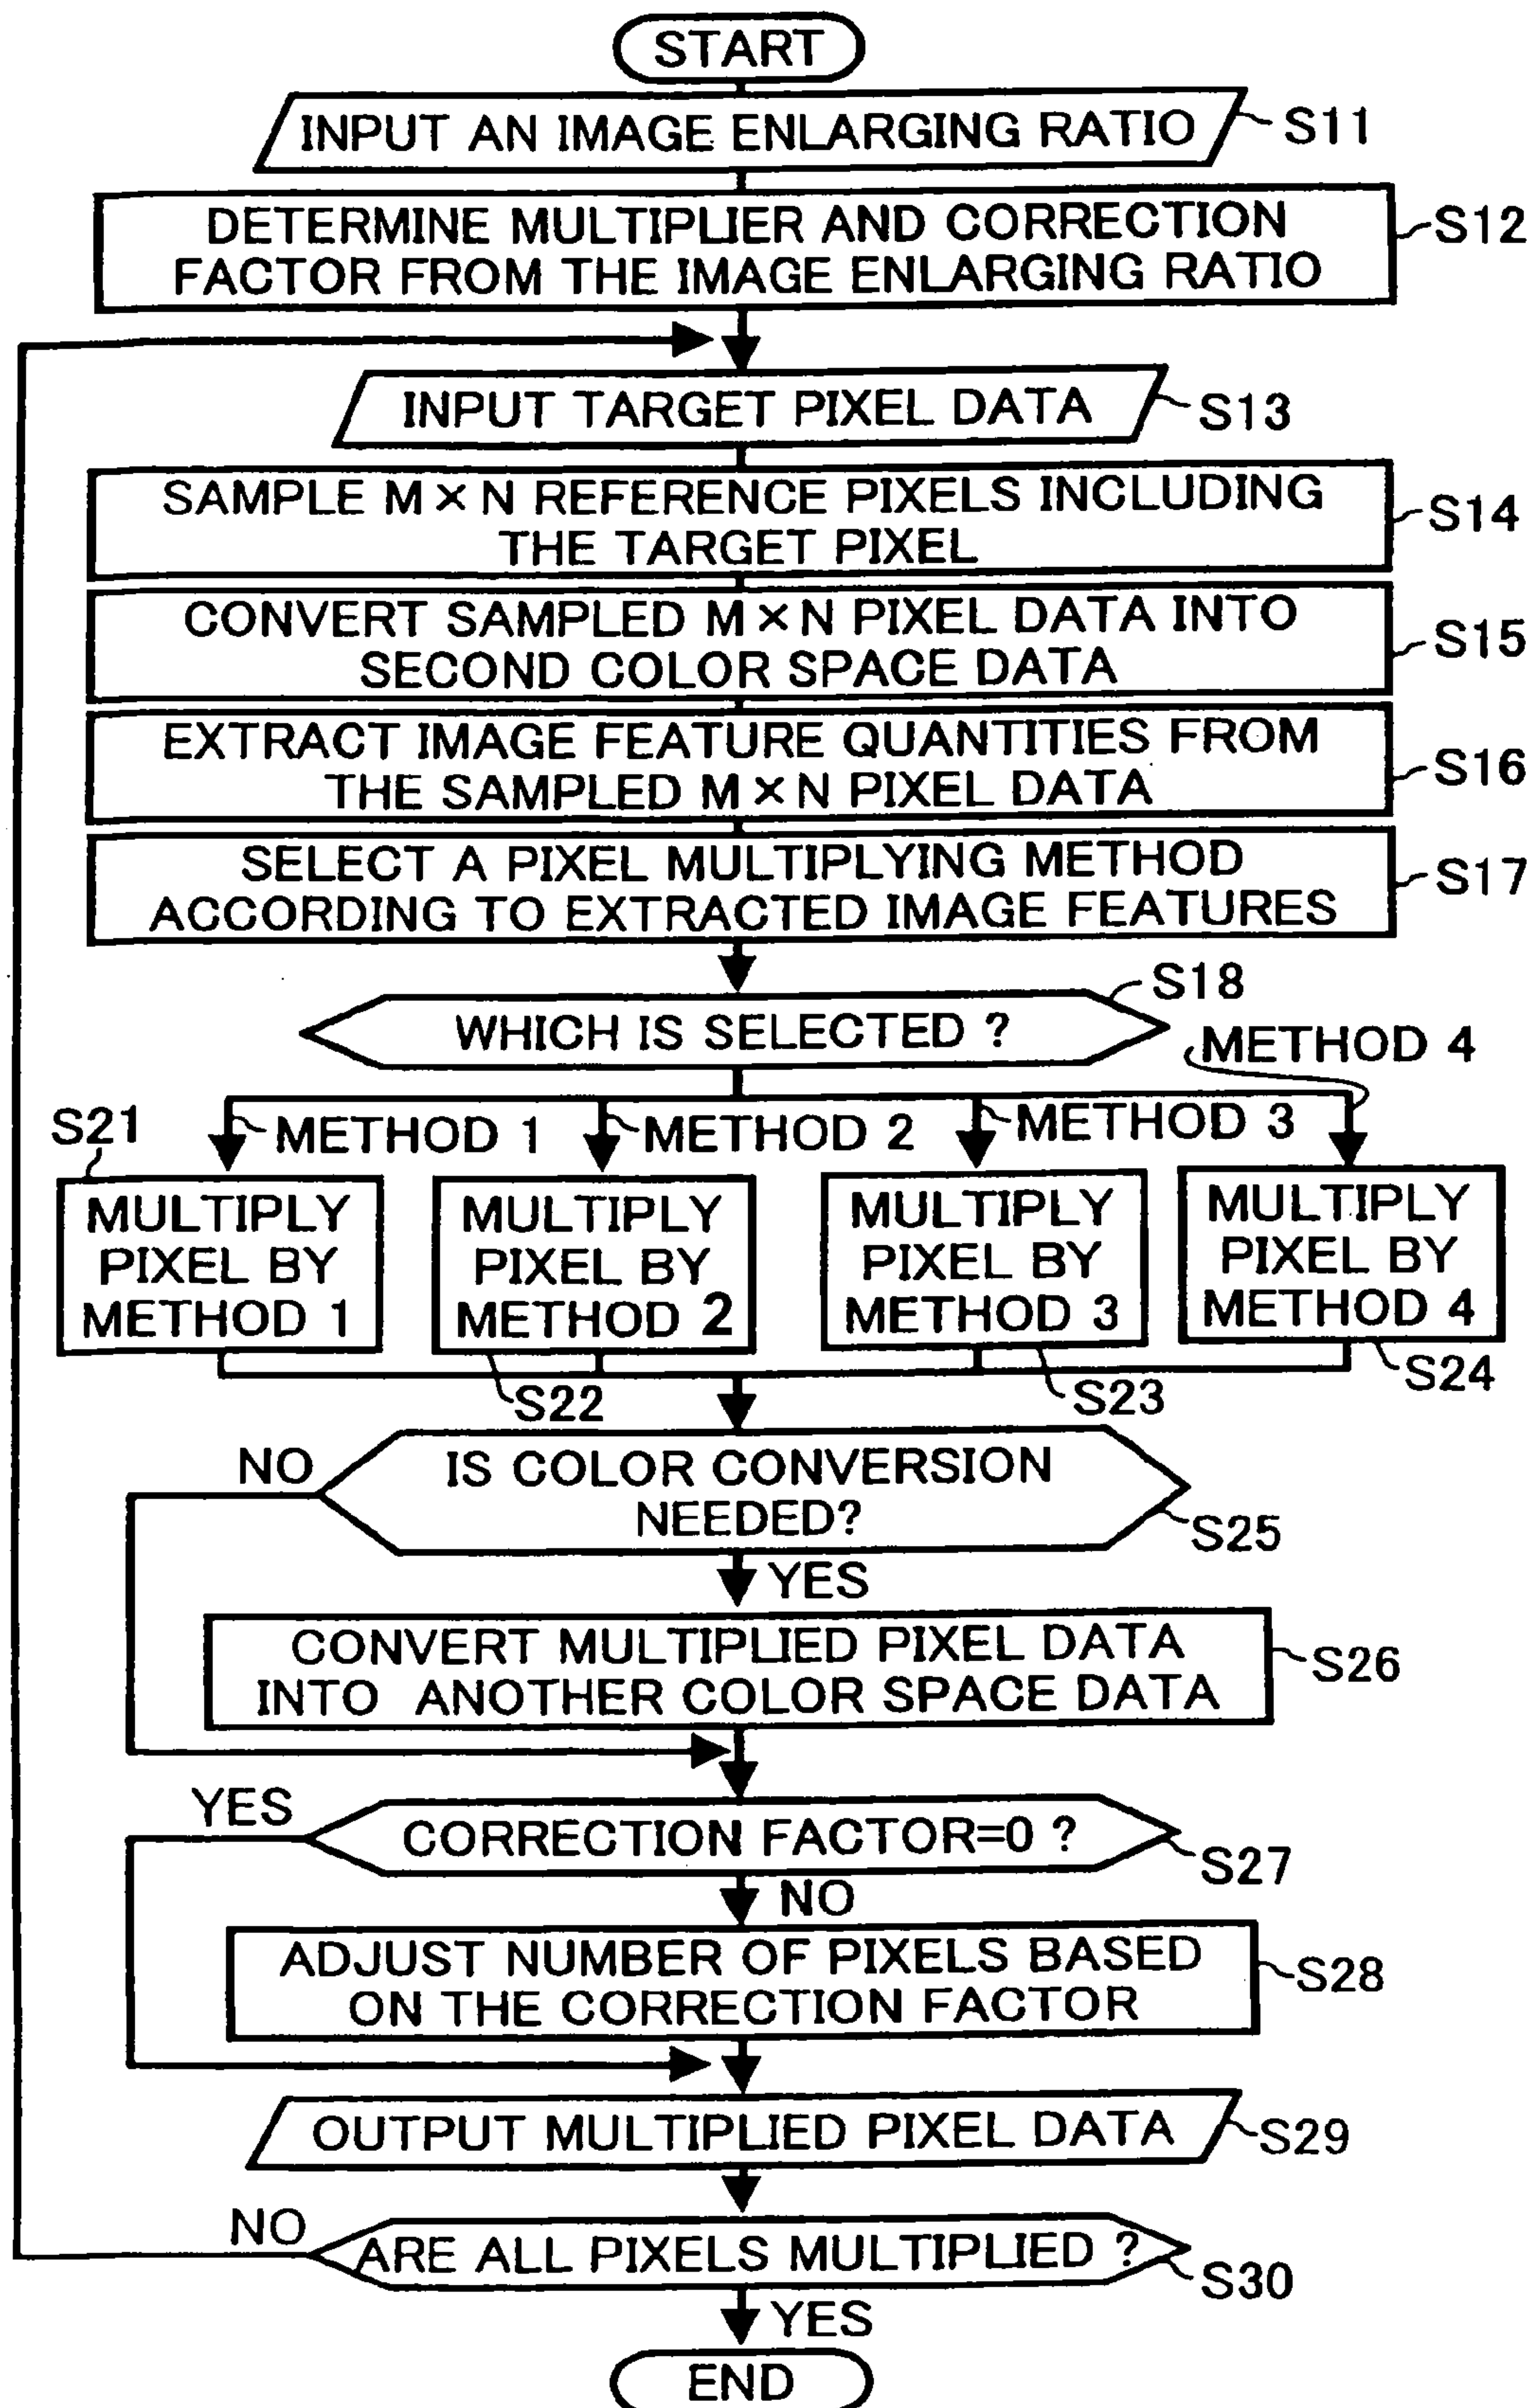 START
INPUT AN IMAGE ENLARGING RATIO
S11
DETERMINE MULTIPLIER AND CORRECTION
FACTOR FROM THE IMAGE ENLARGING RATIO
S12
INPUT TARGET PIXEL DATA
S13
SAMPLE M×N REFERENCE PIXELS INCLUDING
THE TARGET PIXEL
S14
CONVERT SAMPLED M×N PIXEL DATA INTO
SECOND COLOR SPACE DATA
S15
EXTRACT IMAGE FEATURE QUANTITIES FROM
THE SAMPLED M×N PIXEL DATA
S16
SELECT A PIXEL MULTIPLYING METHOD
ACCORDING TO EXTRACTED IMAGE FEATURES
S17
WHICH IS SELECTED ?
S18
METHOD 1
METHOD 2
METHOD 3
METHOD 4
S21
MULTIPLY
PIXEL BY
METHOD 1
MULTIPLY
PIXEL BY
METHOD 2
S22
MULTIPLY
PIXEL BY
METHOD 3
S23
MULTIPLY
PIXEL BY
METHOD 4
S24
IS COLOR CONVERSION
NEEDED?
S25
NO
YES
CONVERT MULTIPLIED PIXEL DATA
INTO ANOTHER COLOR SPACE DATA
S26
CORRECTION FACTOR=0 ?
S27
YES
NO
ADJUST NUMBER OF PIXELS BASED
ON THE CORRECTION FACTOR
S28
OUTPUT MULTIPLIED PIXEL DATA
S29
ARE ALL PIXELS MULTIPLIED ?
S30
NO
YES
END